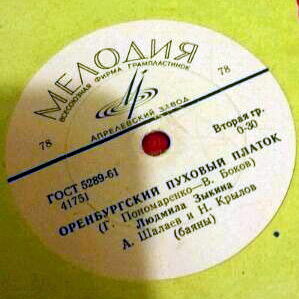 МЕЛОДИЯ
ВСЕСОЮЗНАЯ ФИРМА ГРАМПЛАСТИНОК
АПРЕЛЕВСКИЙ ЗАВОД
78
78
ГОСТ 5289-61
41751
Вторая гр.
0-30
ОРЕНБУРГСКИЙ ПУХОВЫЙ ПЛАТОК
(Г. Пономаренко—В. Боков)
Людмила Зыкина
А. Шалаев и Н. Крылов
(баяны)